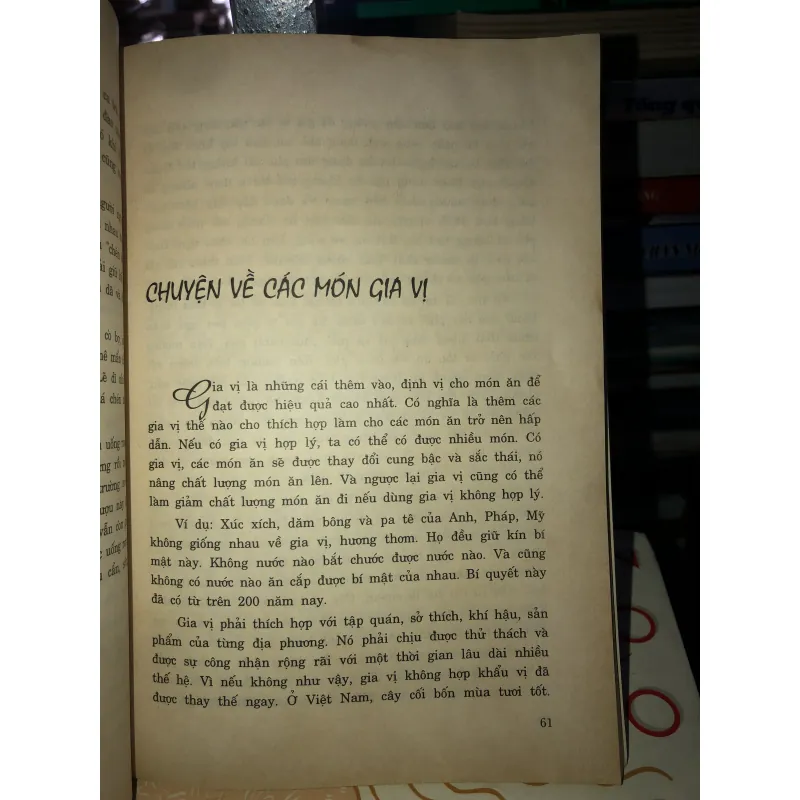 CHUYỆN VỀ CÁC MÓN GIA VỊ
Gia vị là những cái thêm vào, định vị cho món ăn để
đạt được hiệu quả cao nhất. Có nghĩa là thêm các
gia vị thế nào cho thích hợp làm cho các món ăn trở nên hấp
dẫn. Nếu có gia vị hợp lý, ta có thể có được nhiều món. Có
gia vị, các món ăn sẽ được thay đổi cung bậc và sắc thái, nó
nâng chất lượng món ăn lên. Và ngược lại gia vị cũng có thể
làm giảm chất lượng món ăn đi nếu dùng gia vị không hợp lý.
Ví dụ: Xúc xích, dăm bông và pa tê của Anh, Pháp, Mỹ
không giống nhau về gia vị, hương thơm. Họ đều giữ kín bí
mật này. Không nước nào bắt chước được nước nào. Và cũng
không có nước nào ăn cắp được bí mật của nhau. Bí quyết này
đã có từ trên 200 năm nay.
Gia vị phải thích hợp với tập quán, sở thích, khí hậu, sản
phẩm của từng địa phương. Nó phải chịu được thử thách và
được sự công nhận rộng rãi với một thời gian lâu dài nhiều
thế hệ. Vì nếu không như vậy, gia vị không hợp khẩu vị đã
được thay thế ngay. Ở Việt Nam, cây cối bốn mùa tươi tốt.
61